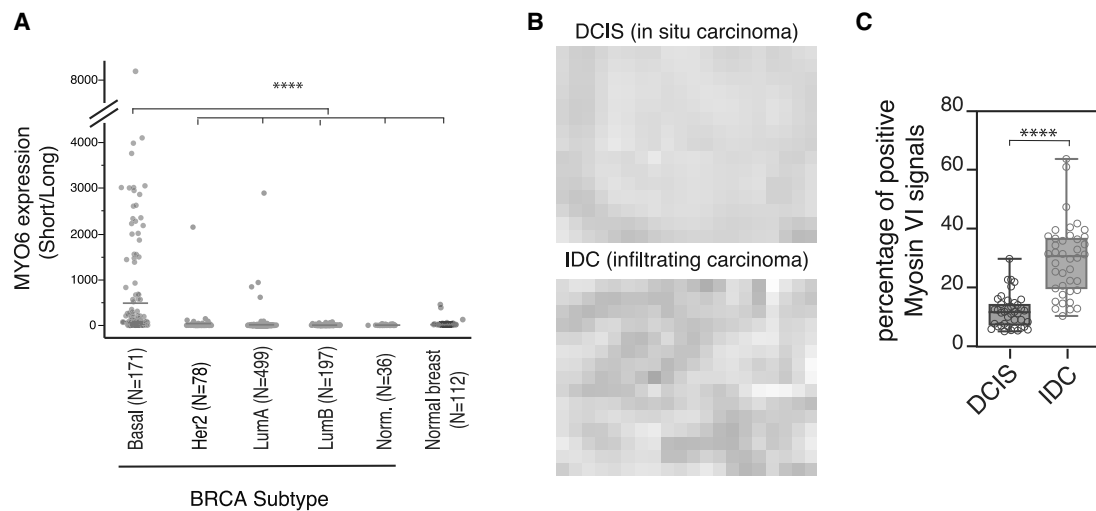 A
MYO6 expression
(Short/Long)
8000
4000
3000
2000
1000
0
****
Basal (N=171)
Her2 (N=78)
LumA (N=499)
LumB (N=197)
Norm. (N=36)
Normal breast
(N=112)
BRCA Subtype
B
DCIS (in situ carcinoma)
IDC (infiltrating carcinoma)
C
percentage of positive
Myosin VI signals
80
60
40
20
0
****
DCIS
IDC